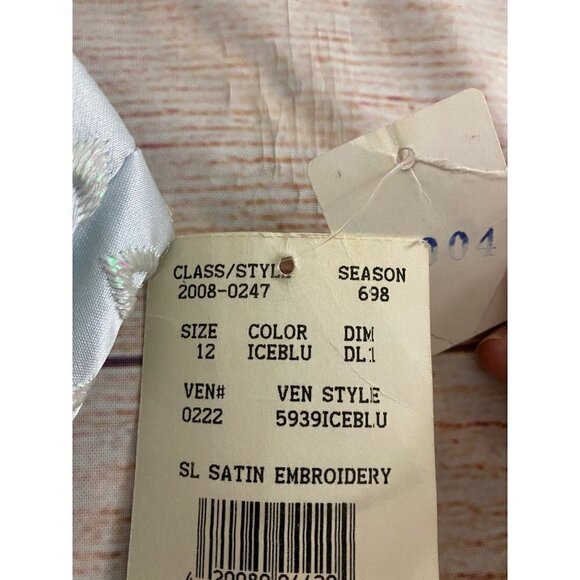 CLASS/STYLE SEASON
2008-0247 698
SIZE COLOR DIM
12 ICEBLU DL1
VEN# VEN STYLE
0222 5939ICEBLU
SL SATIN EMBROIDERY
004